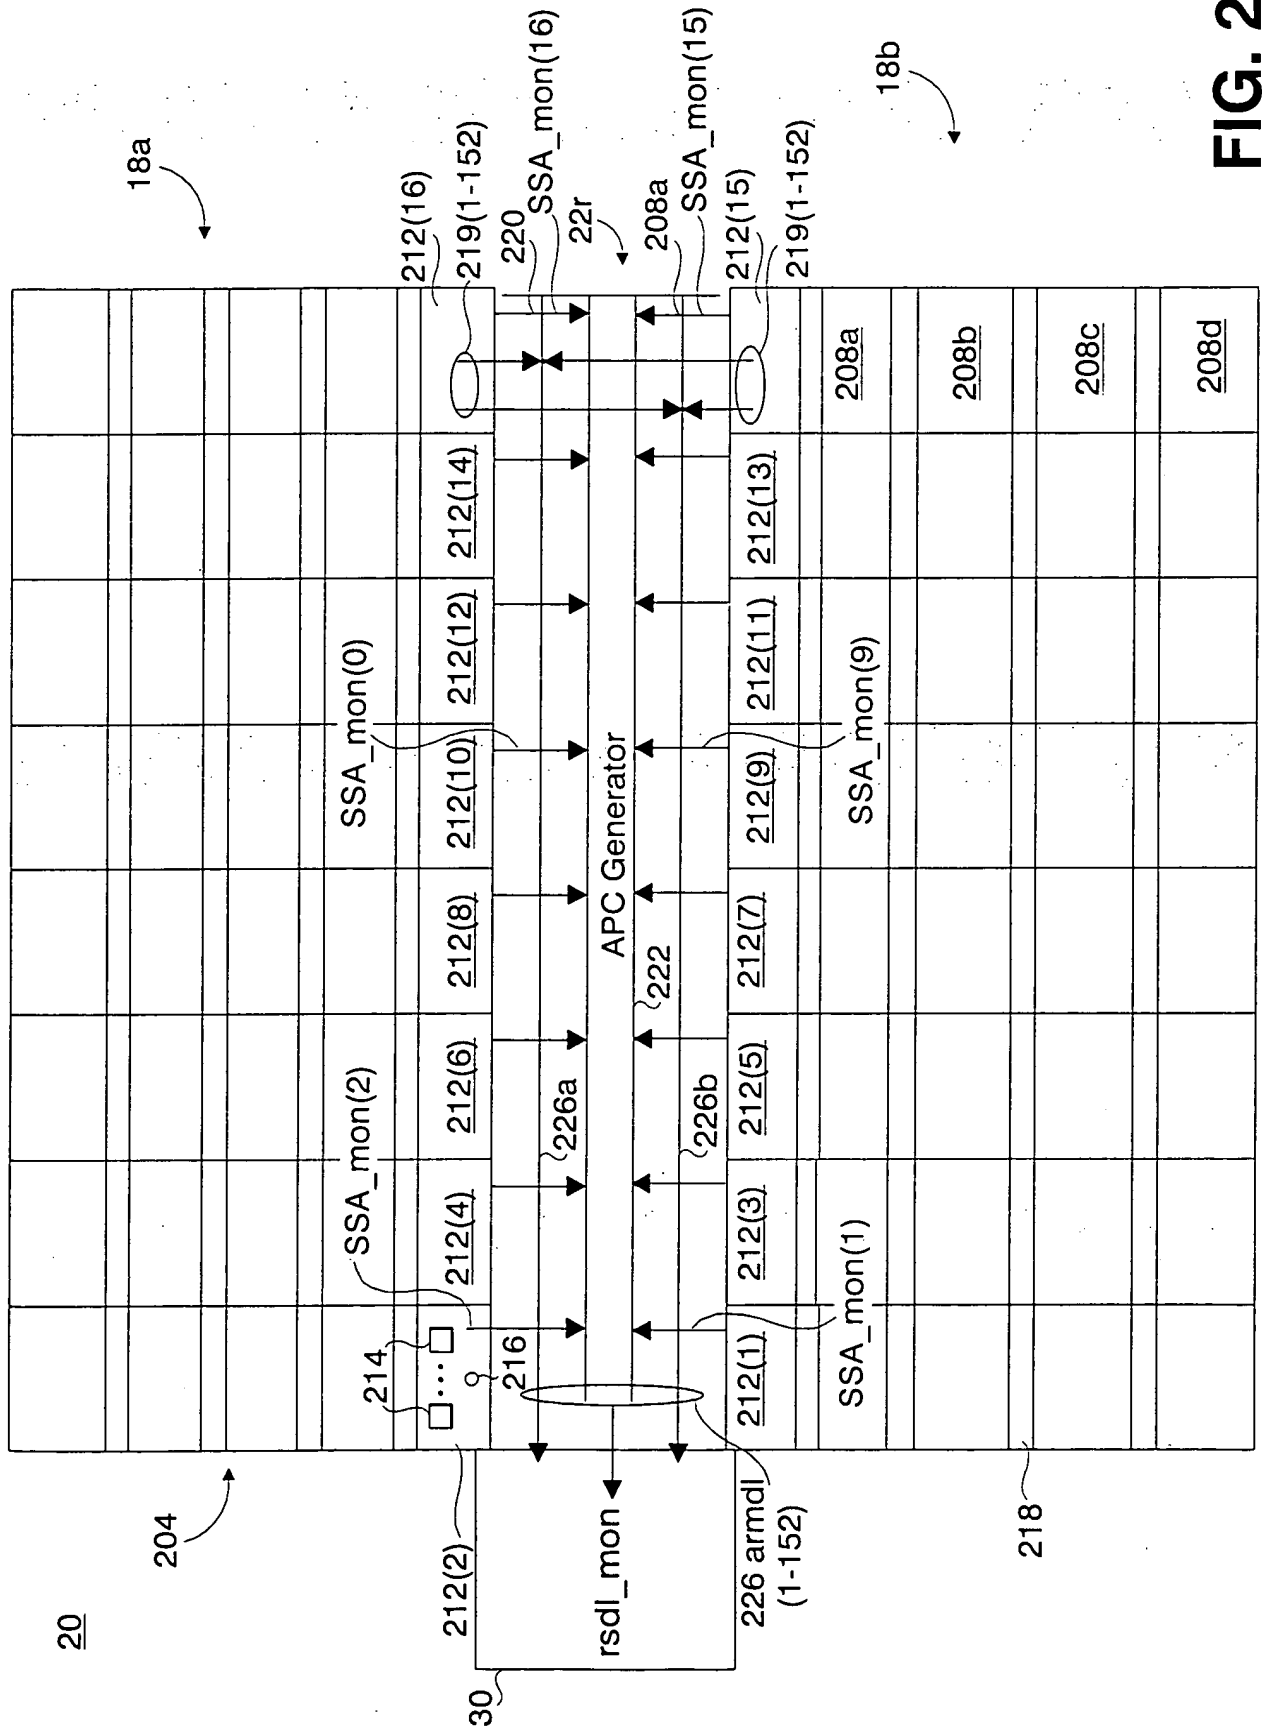 20
204
18a
212(2)
214
216
SSA_mon(2)
212(4)
212(6)
212(8)
SSA_mon(0)
212(10)
212(12)
212(14)
212(16)
219(1-152)
220
SSA_mon(16)
226a
APC Generator
222
22r
30
rsdl_mon
226b
208a
SSA_mon(15)
226 armdl
(1-152)
212(1)
212(3)
212(5)
212(7)
212(9)
212(11)
212(13)
212(15)
219(1-152)
SSA_mon(1)
SSA_mon(9)
218
208a
208b
208c
208d
18b
FIG. 2